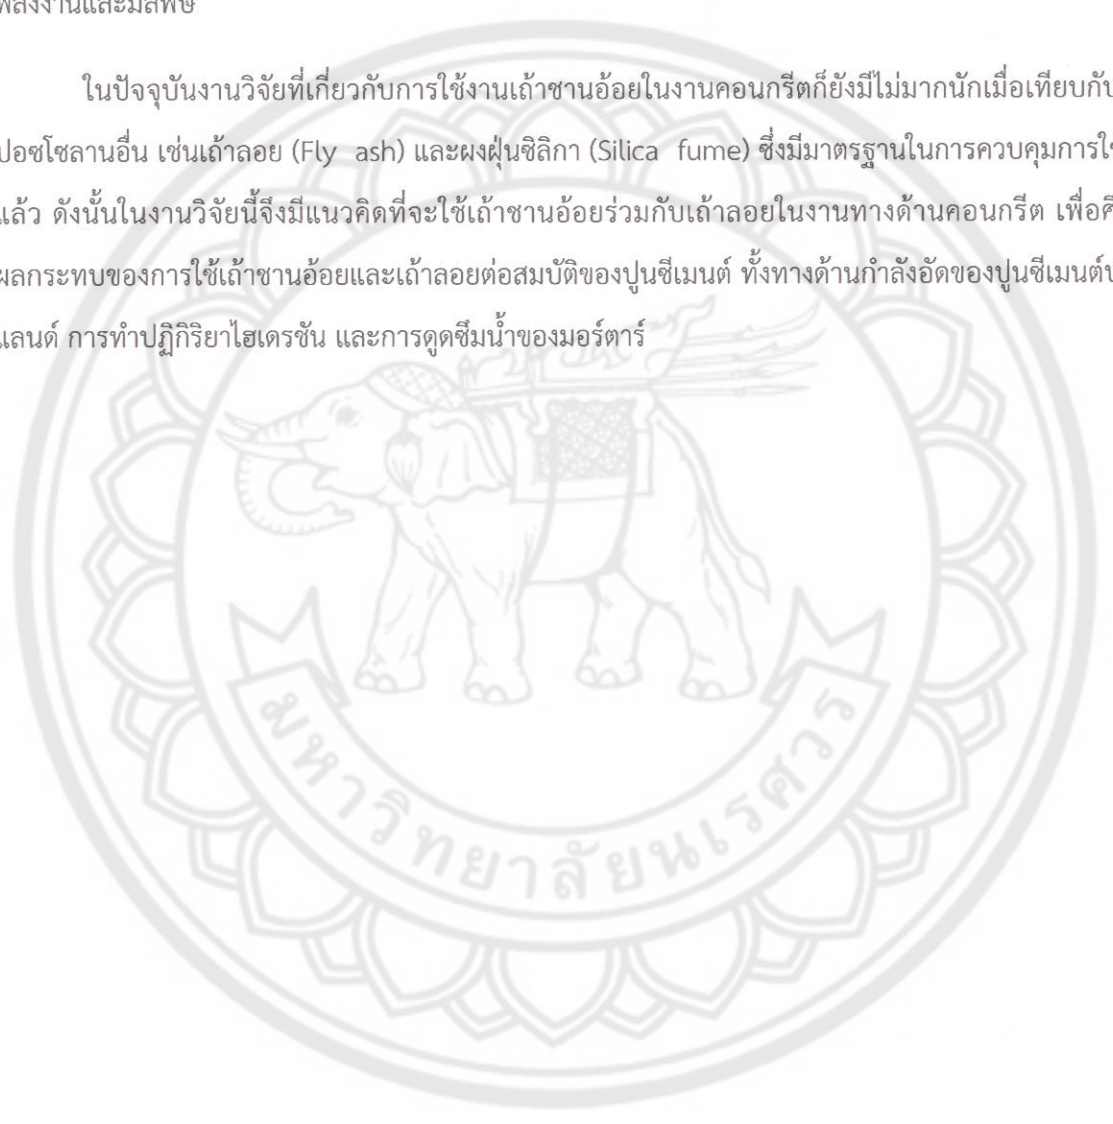 พลังงานและมลพิษ
ในปัจจุบันงานวิจัยที่เกี่ยวกับการใช้งานเถ้าชานอ้อยในงานคอนกรีตก็ยังมีไม่มากนักเมื่อเทียบกับ
ปอซโซลานอื่น เช่นเถ้าลอย (Fly ash) และผงฝุ่นซิลิกา (Silica fume) ซึ่งมีมาตรฐานในการควบคุมการใช้
แล้ว ดังนั้นในงานวิจัยนี้จึงมีแนวคิดที่จะใช้เถ้าชานอ้อยร่วมกับเถ้าลอยในงานทางด้านคอนกรีต เพื่อศึ
ผลกระทบของการใช้เถ้าชานอ้อยและเถ้าลอยต่อสมบัติของปูนซีเมนต์ ทั้งทางด้านกำลังอัดของปูนซีเมนต์
แลนด์ การทำปฏิกิริยาไฮเดรชัน และการดูดซึมน้ำของมอร์ตาร์
มหาวิทยาลัยนเรศวร